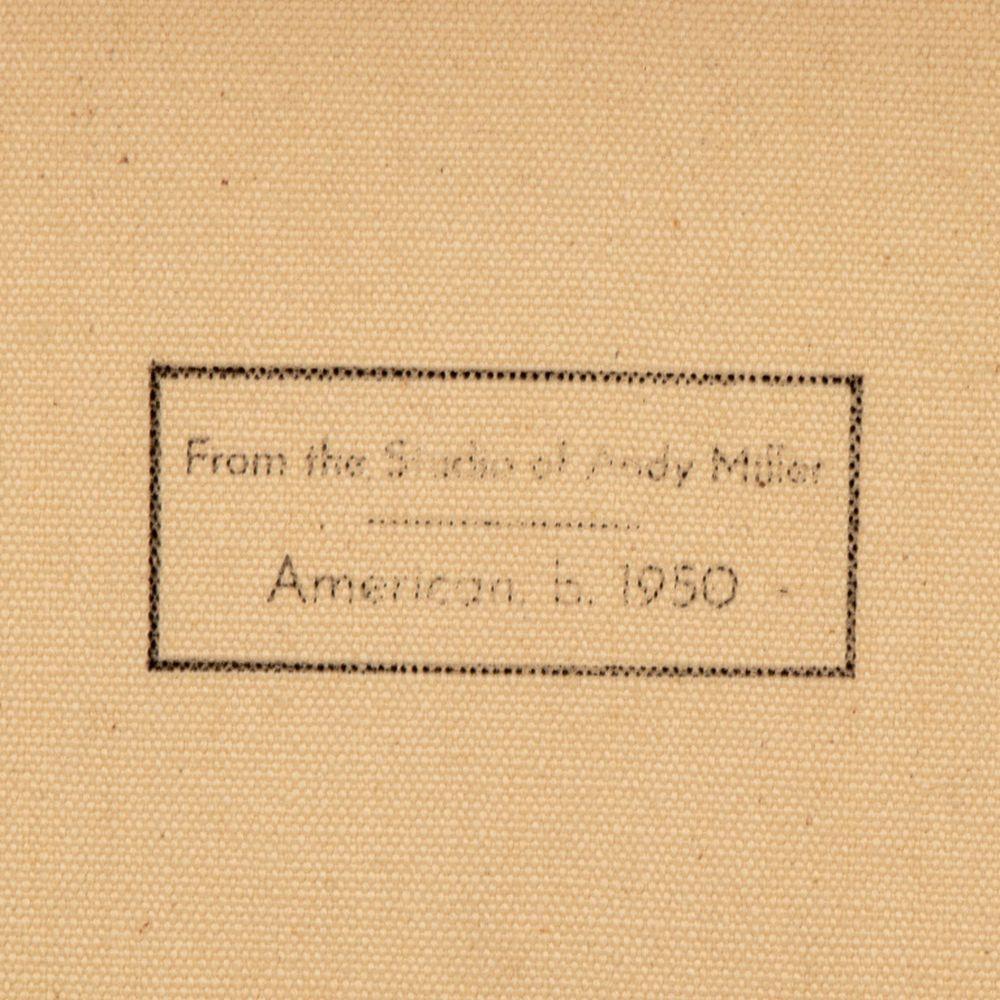 From the Studio of Andy Miller
American, b. 1950